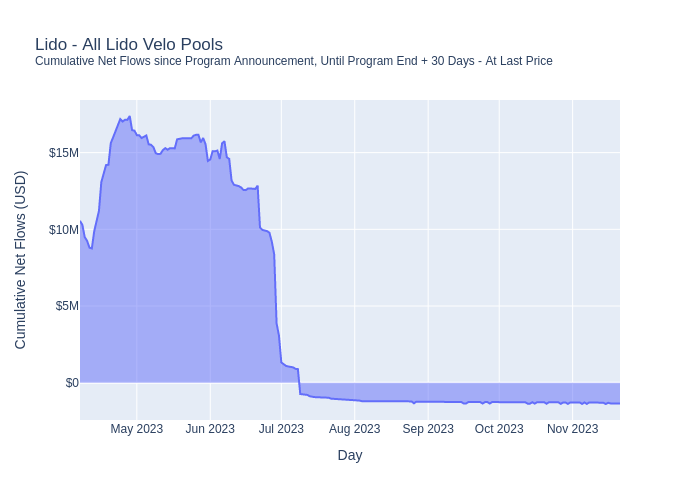 Lido - All Lido Velo Pools
Cumulative Net Flows since Program Announcement, Until Program End + 30 Days - At Last Price
Cumulative Net Flows (USD)
$15M
$10M
$5M
$0
May 2023
Jun 2023
Jul 2023
Aug 2023
Sep 2023
Oct 2023
Nov 2023
Day